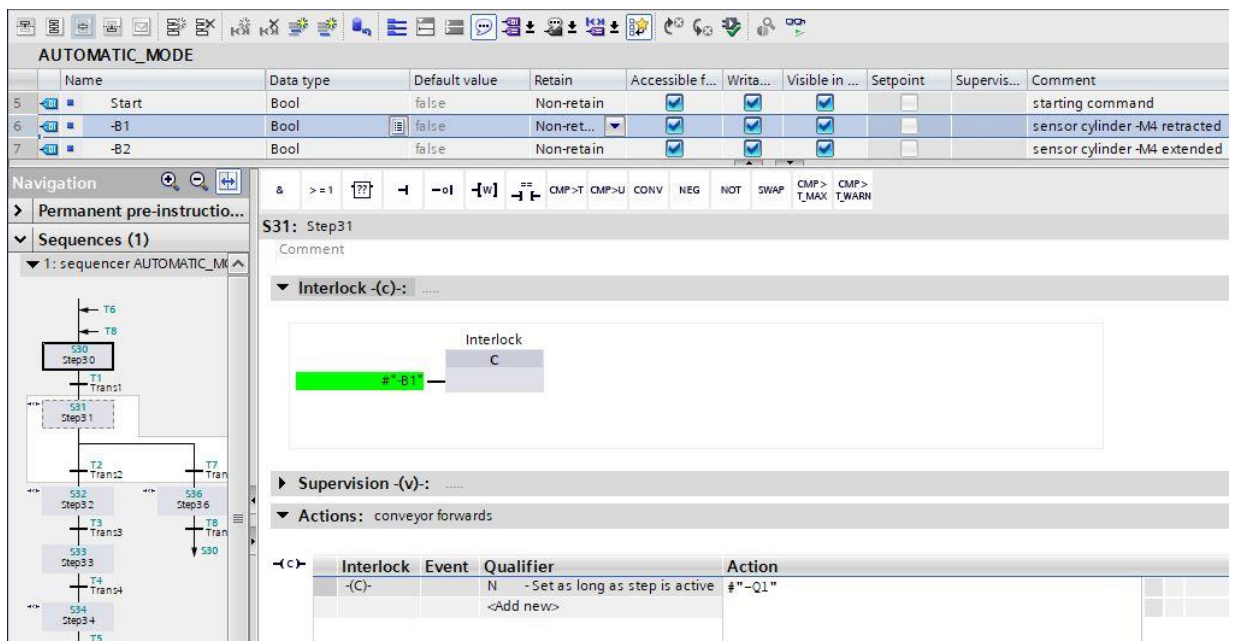 AUTOMATIC_MODE
Name Data type Default value Retain Accessible f... Writa... Visible in ... Setpoint Supervis... Comment
5 Start Bool false Non-retain starting command
6 -B1 Bool false Non-ret... sensor cylinder -M4 retracted
7 -B2 Bool false Non-retain sensor cylinder -M4 extended
Navigation
Permanent pre-instructio...
Sequences (1)
1: sequencer AUTOMATIC_M
T6
T8
S30
Step30
T1
Trans1
S31
Step31
T2 T7
Trans2 Tran
S32 S36
Step32 Step36
T3 T8
Trans3 Tran
S33 S30
Step33
T4
Trans4
S34
Step34
T5
& >=1 ?? [W] == CMP>T CMP>U CONV NEG NOT SWAP CMP> T_MAX CMP> T_WARN
S31: Step31
Comment
Interlock -(c)-: .....
Interlock
C
#"-B1"
Supervision -(v)-: .....
Actions: conveyor forwards
-(C)- Interlock Event Qualifier Action
-(C)- N - Set as long as step is active #"-Q1"
<Add new>